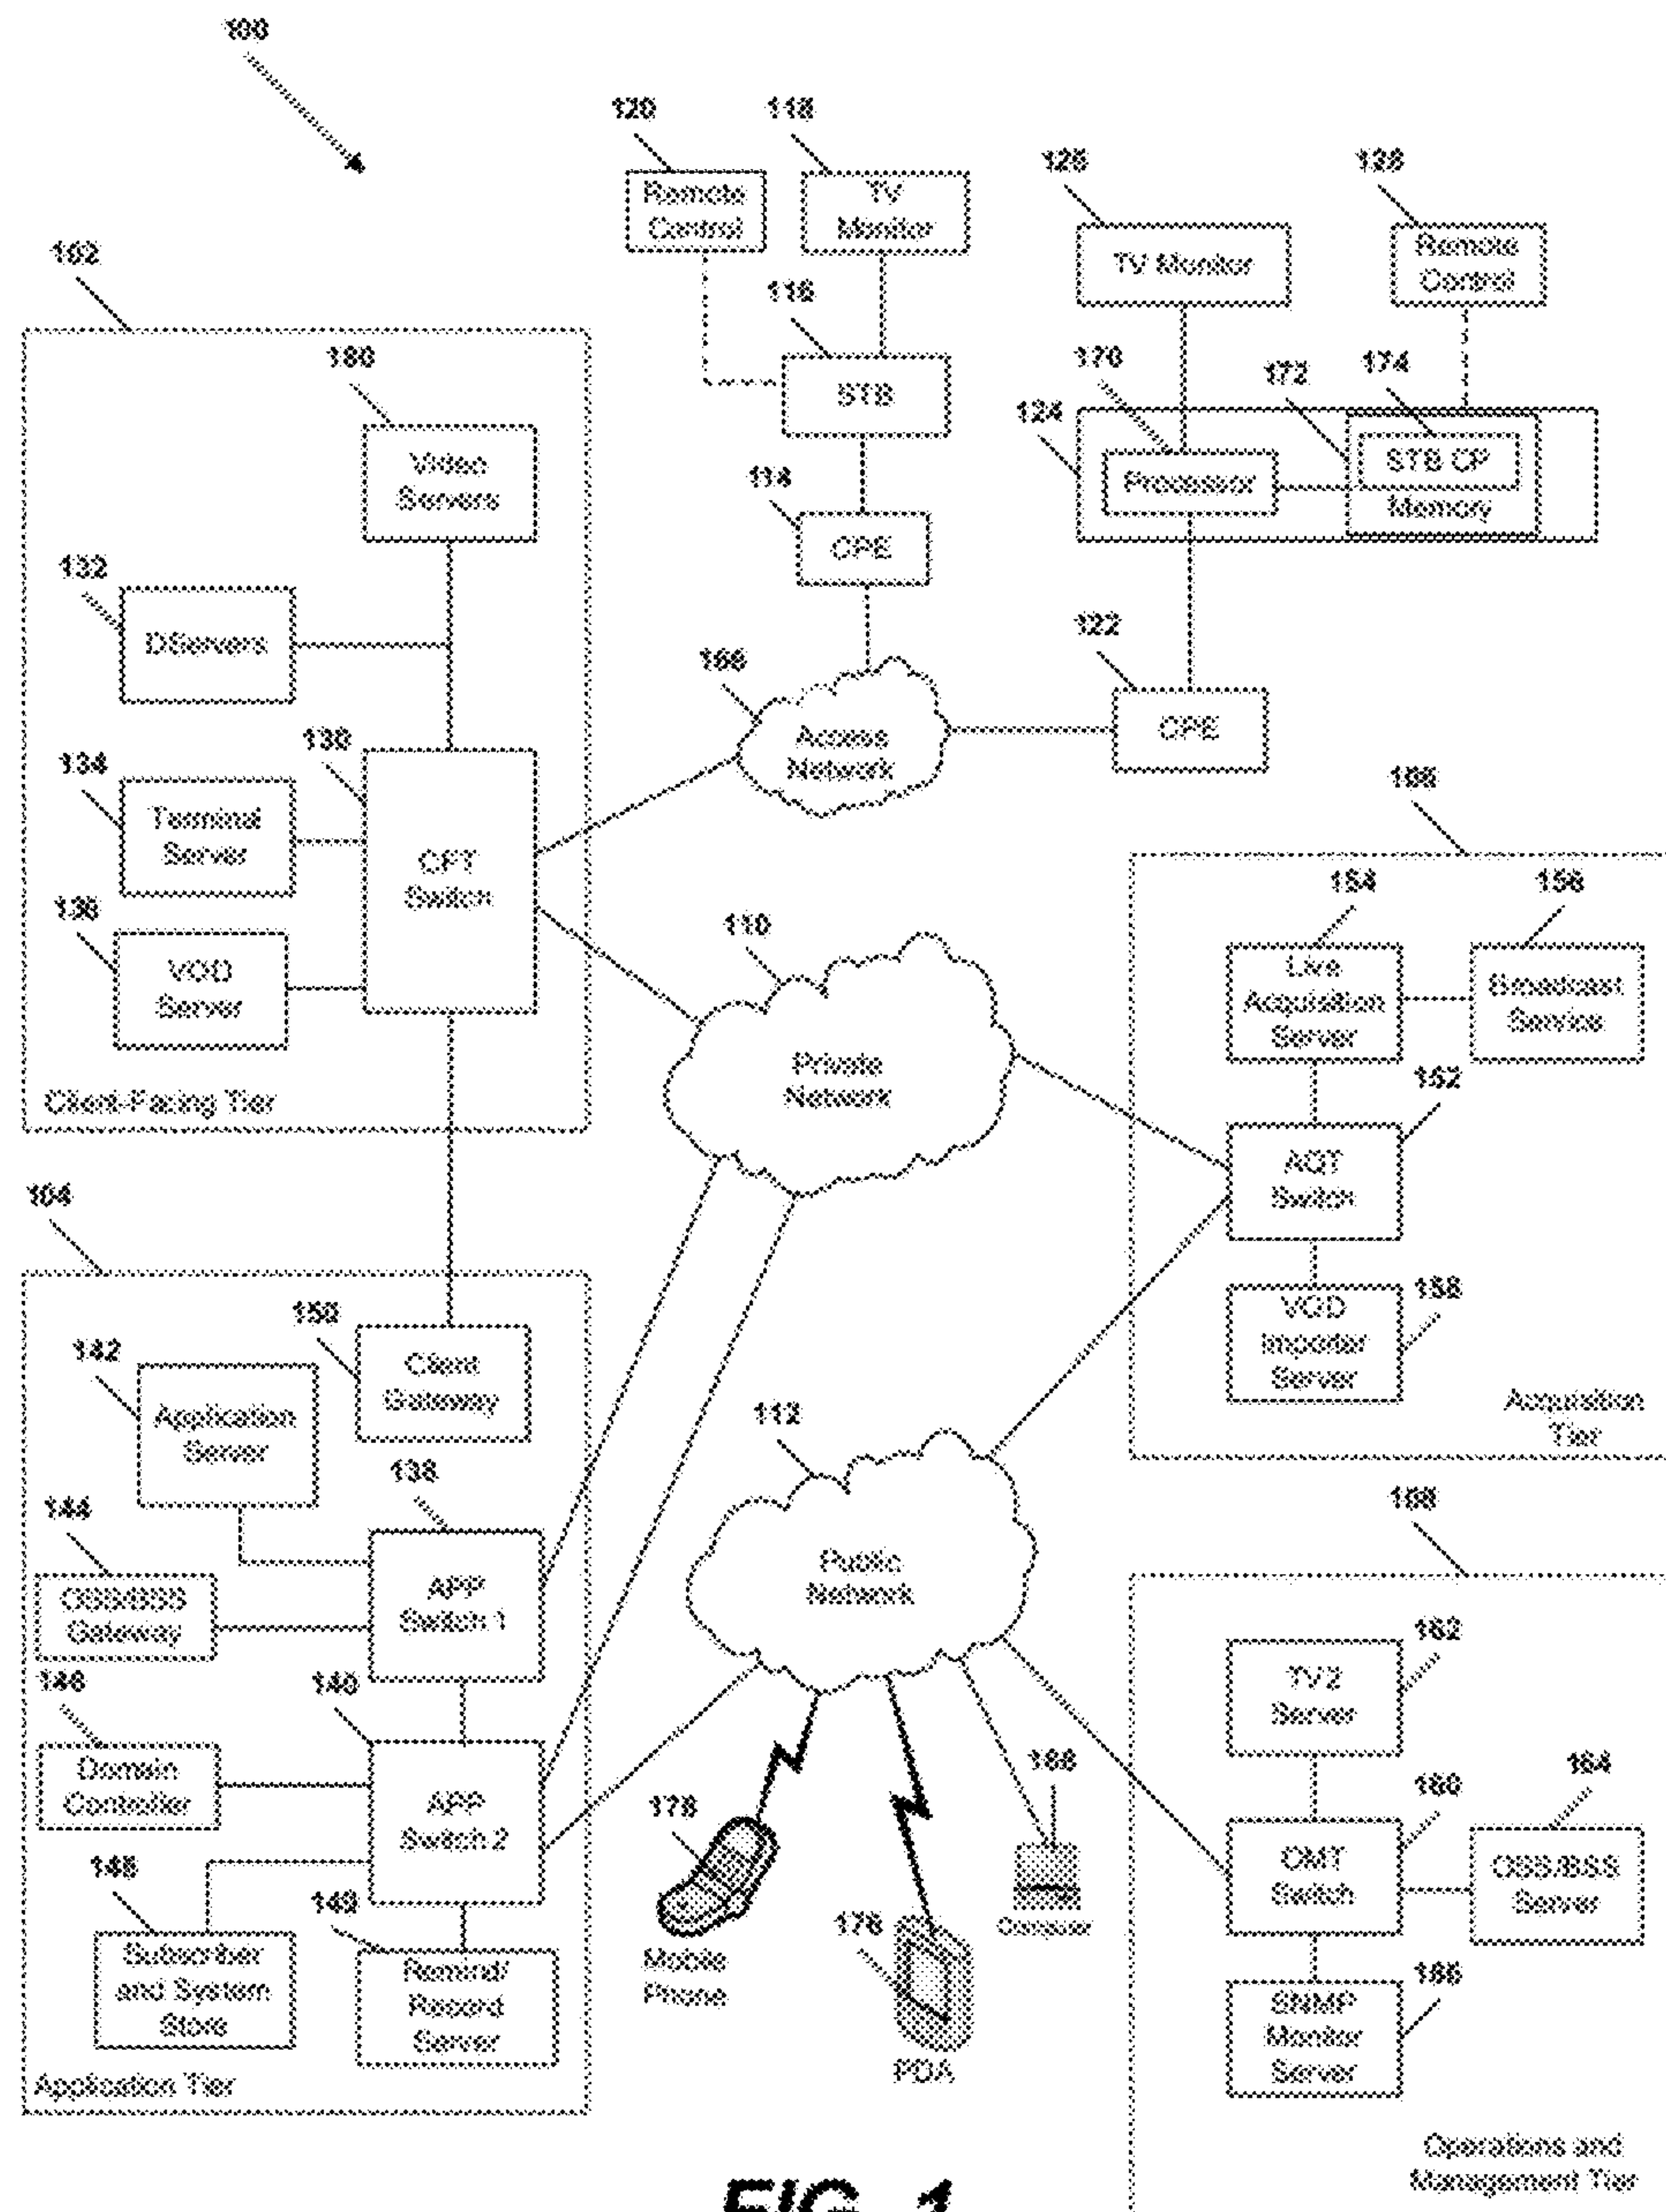 100
120
118
Remote
Control
TV
Monitor
126
128
TV Monitor
Remote
Control
102
116
STB
180
Video
Servers
170
172
174
124
Processor
STB CP
Memory
114
CPE
132
DServers
122
CPE
166
Access
Network
130
CFT
Switch
134
Terminal
Server
136
VOD
Server
Client-Facing Tier
110
Private
Network
154
156
Live
Acquisition
Server
Broadcast
Service
152
AQT
Switch
158
VOD
Importer
Server
Acquisition
Tier
104
150
Client
Gateway
142
Application
Server
138
APP
Switch 1
144
OSS/BSS
Gateway
146
Domain
Controller
140
APP
Switch 2
148
Subscriber
and System
Store
149
Remind/
Record
Server
Application Tier
112
Public
Network
178
Mobile
Phone
176
PDA
Computer
162
TV2
Server
160
OMT
Switch
164
OSS/BSS
Server
SNMP
Monitor
Server
Operations and
Management Tier
FIG. 1